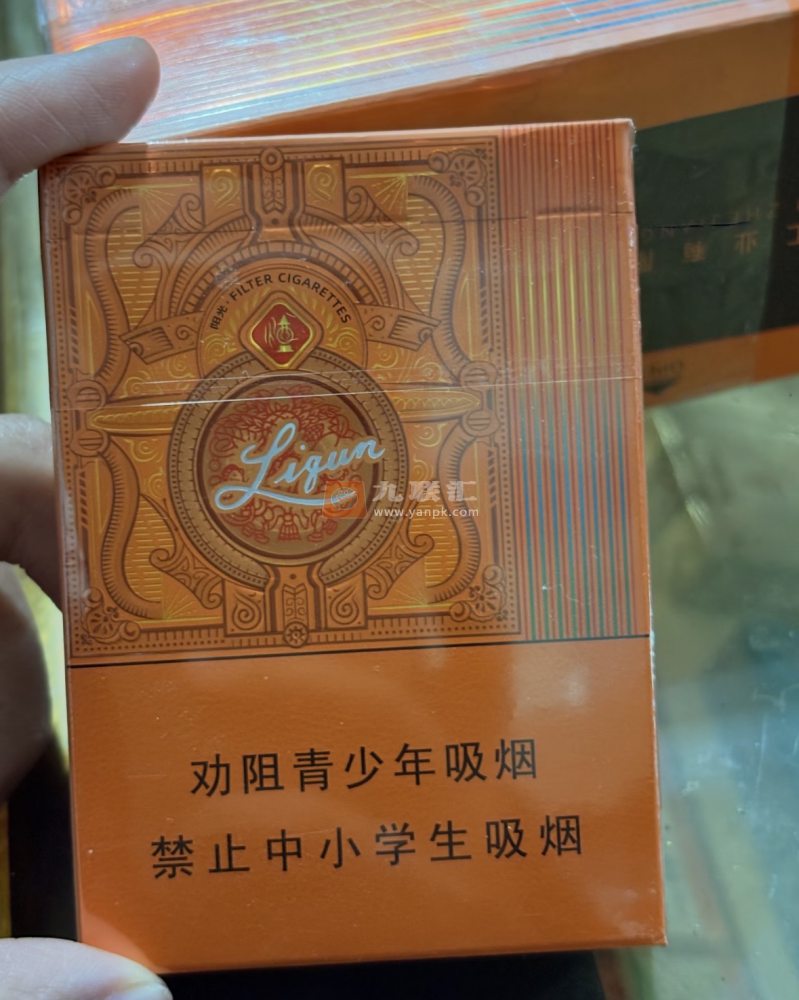 阳光·FILTER CIGARETTES
Liqun
九联汇
www.yanpk.com
劝阻青少年吸烟
禁止中小学生吸烟